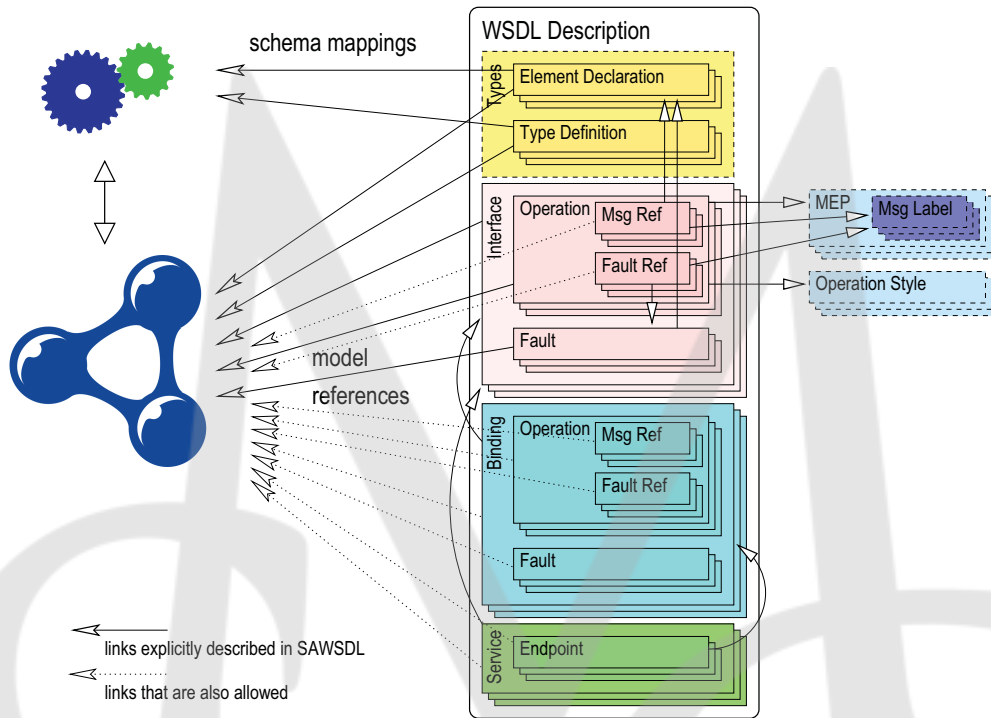 schema mappings
WSDL Description
Types
Element Declaration
Type Definition
Interface
Operation
Msg Ref
Fault Ref
Fault
MEP
Msg Label
Operation Style
model
references
Binding
Operation
Msg Ref
Fault Ref
Fault
Service
Endpoint
links explicitly described in SAWSDL
links that are also allowed